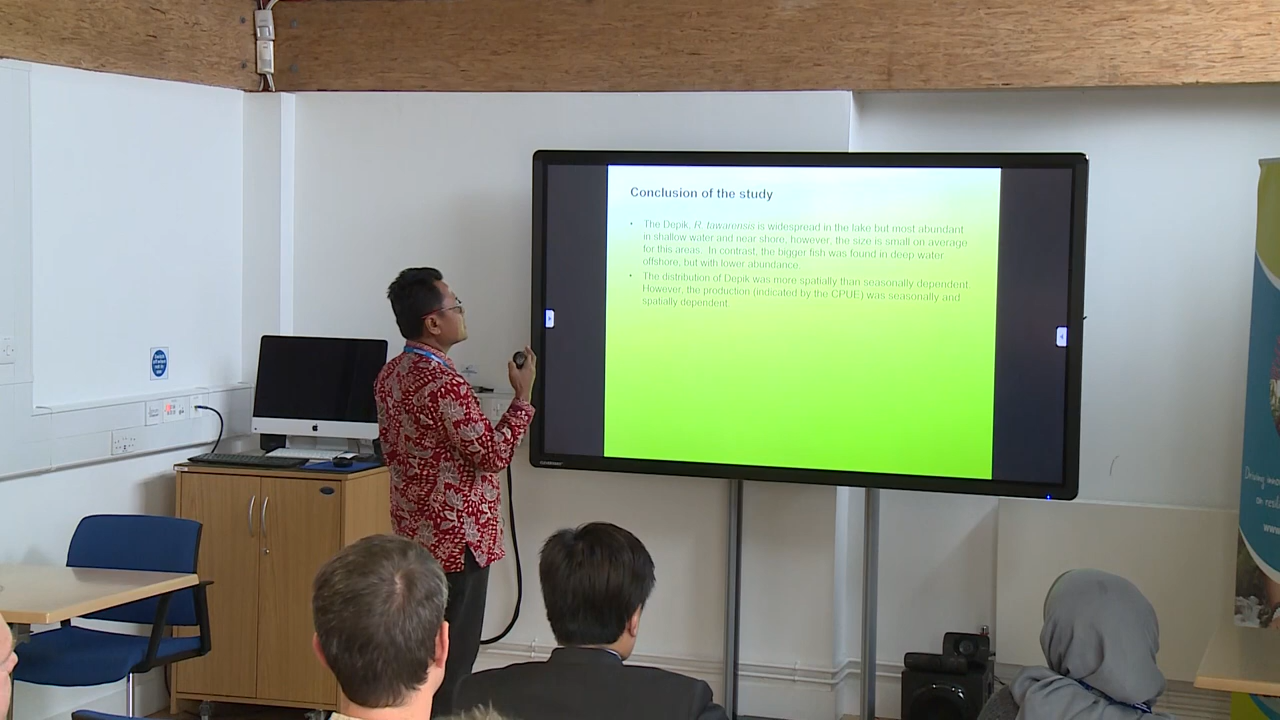 Conclusion of the study
• The Depik, R. tawarensis is widespread in the lake but most abundant
in shallow water and near shore, however, the size is small on average
for this areas. In contrast, the bigger fish was found in deep water
offshore, but with lower abundance.
• The distribution of Depik was more spatially than seasonally dependent.
However, the production (indicated by the CPUE) was seasonally and
spatially dependent